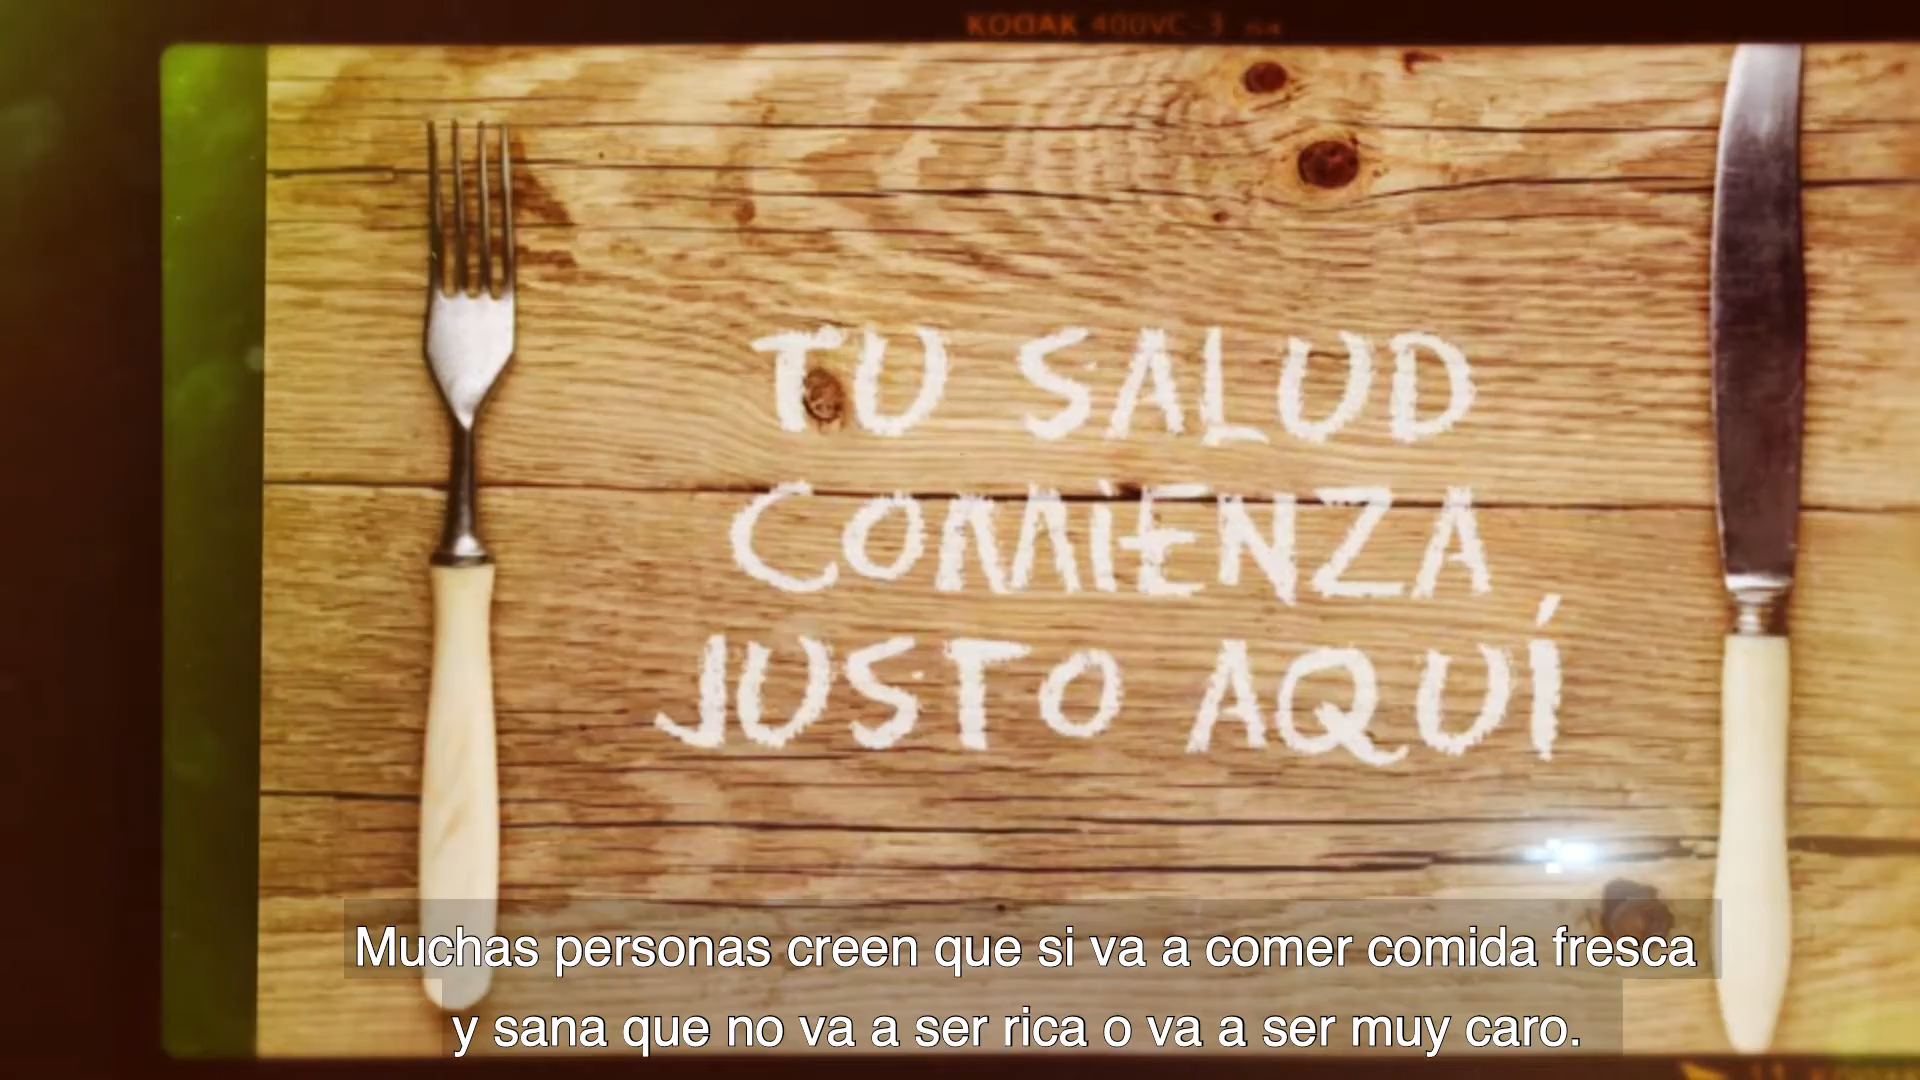 KODAK 400VC-3
TU SALUD
COMiENZA
JUSTO AQUÍ
Muchas personas creen que si va a comer comida fresca
y sana que no va a ser rica o va a ser muy caro.